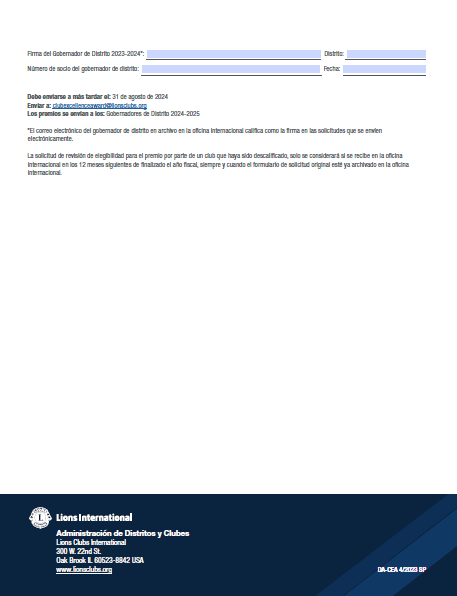 Firma del Gobernador de Distrito 2023-2024*: Distrito:
Número de socio del gobernador de distrito: Fecha:
Debe enviarse a más tardar el: 31 de agosto de 2024
Enviar a: clubexcellenceaward@lionsclubs.org
Los premios se envían a los: Gobernadores de Distrito 2024-2025
*El correo electrónico del gobernador de distrito en archivo en la oficina internacional califica como la firma en las solicitudes que se envíen
electrónicamente.
La solicitud de revisión de elegibilidad para el premio por parte de un club que haya sido descalificado, solo se considerará si se recibe en la oficina
internacional en los 12 meses siguientes de finalizado el año fiscal, siempre y cuando el formulario de solicitud original esté ya archivado en la oficina
internacional.
Lions International
Administración de Distritos y Clubes
Lions Clubs International
300 W. 22nd St.
Oak Brook IL 60523-8842 USA
www.lionsclubs.org
DA-CEA 4/2023 SP